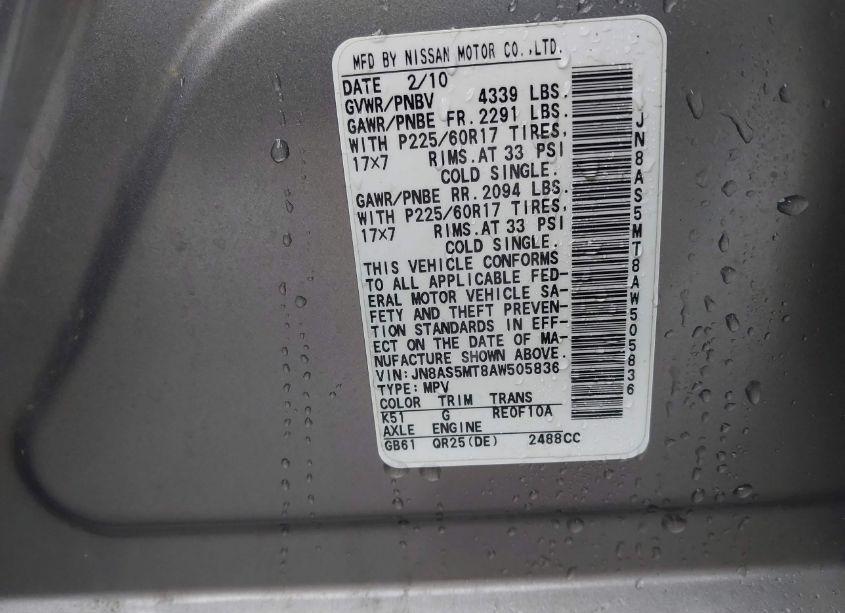 MFD BY NISSAN MOTOR CO.,LTD.
DATE 2/10
GVWR/PNBV 4339 LBS.
GAWR/PNBE FR. 2291 LBS.
WITH P225/60R17 TIRES,
17×7 RIMS. AT 33 PSI
COLD SINGLE.
GAWR/PNBE RR. 2094 LBS.
WITH P225/60R17 TIRES,
17×7 RIMS. AT 33 PSI
COLD SINGLE.
THIS VEHICLE CONFORMS
TO ALL APPLICABLE FED-
ERAL MOTOR VEHICLE SA-
FETY AND THEFT PREVEN-
TION STANDARDS IN EFF-
ECT ON THE DATE OF MA-
NUFACTURE SHOWN ABOVE.
VIN:JN8AS5MT8AW505836
TYPE:MPV
COLOR TRIM TRANS
K51 G RE0F10A
AXLE ENGINE
GB61 QR25(DE) 2488CC
JN8AS5MT8AW505836